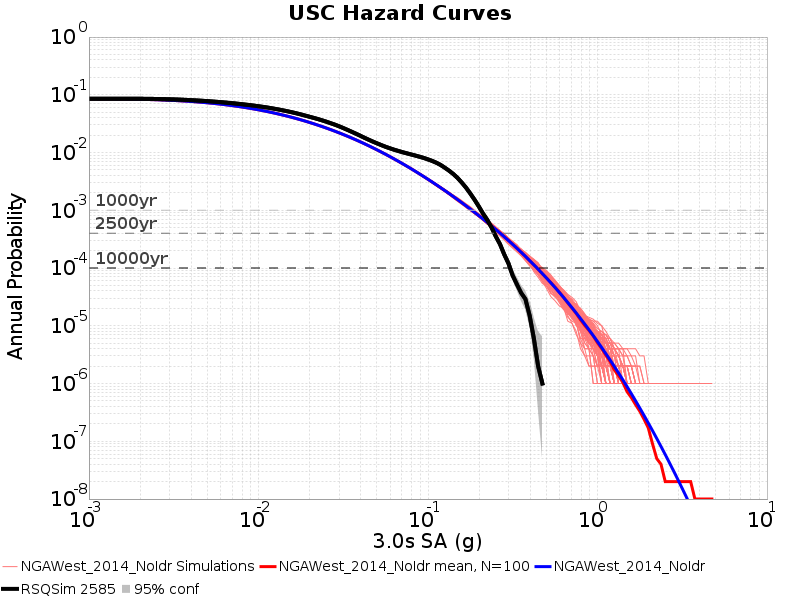 USC Hazard Curves
10^0
10^-1
10^-2
10^-3
10^-4
10^-5
10^-6
10^-7
10^-8
Annual Probability
1000yr
2500yr
10000yr
10^-3 10^-2 10^-1 10^0 10^1
3.0s SA (g)
NGAWest_2014_NoIdr Simulations NGAWest_2014_NoIdr mean, N=100 NGAWest_2014_NoIdr
RSQSim 2585 95% conf